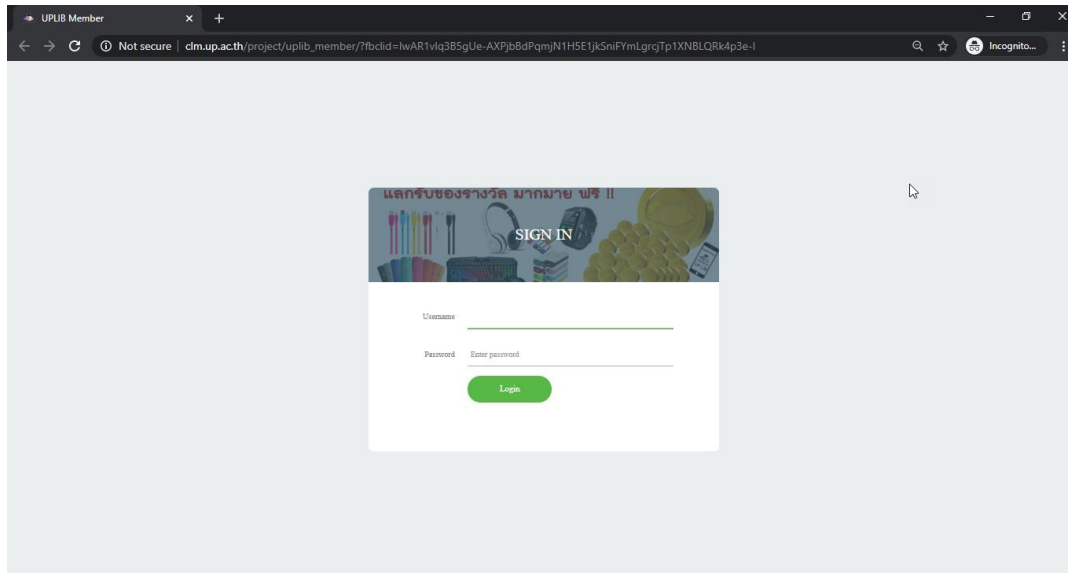 UPLIB Member
Not secure | clm.up.ac.th/project/uplib_member/?fbclid=IwAR1vlq3B5gUe-AXPjbBdPqmjN1H5E1jkSniFYmLgrcjTp1XNBLQRk4p3e-I
Incognito...
แลกรับของรางวัล มากมาย ฟรี !!
SIGN IN
Username
Password Enter password
Login